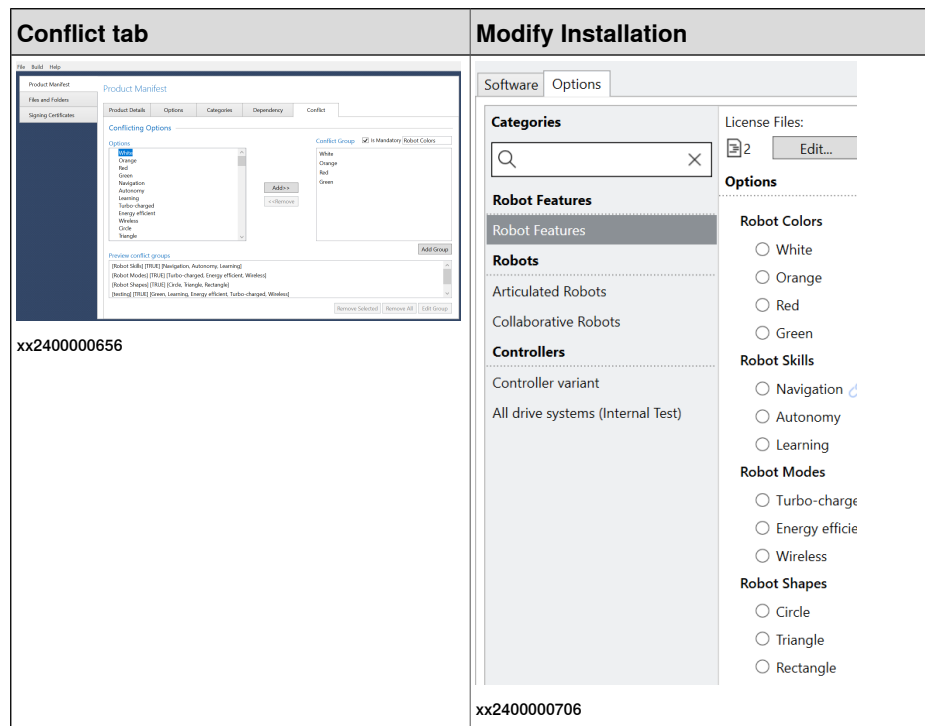 Conflict tab
Modify Installation
File Build Help
Product Manifest
Files and Folders
Signing Certificates
Product Manifest
Product Details Options Categories Dependency Conflict
Conflicting Options
Options
White
Orange
Red
Green
Navigation
Autonomy
Learning
Turbo-charged
Energy efficient
Wireless
Circle
Triangle
Add>>
<<Remove
Conflict Group Is Mandatory Robot Colors
White
Orange
Red
Green
Add Group
Preview conflict groups
[Robot Skills] [TRUE] [Navigation, Autonomy, Learning]
[Robot Modes] [TRUE] [Turbo-charged, Energy efficient, Wireless]
[Robot Shapes] [TRUE] [Circle, Triangle, Rectangle]
[testing] [TRUE] [Green, Learning, Energy efficient, Turbo-charged, Wireless]
Remove Selected Remove All Edit Group
xx2400000656
Software Options
Categories
Robot Features
Robot Features
Robots
Articulated Robots
Collaborative Robots
Controllers
Controller variant
All drive systems (Internal Test)
License Files:
2 Edit...
Options
Robot Colors
White
Orange
Red
Green
Robot Skills
Navigation
Autonomy
Learning
Robot Modes
Turbo-charge
Energy efficie
Wireless
Robot Shapes
Circle
Triangle
Rectangle
xx2400000706